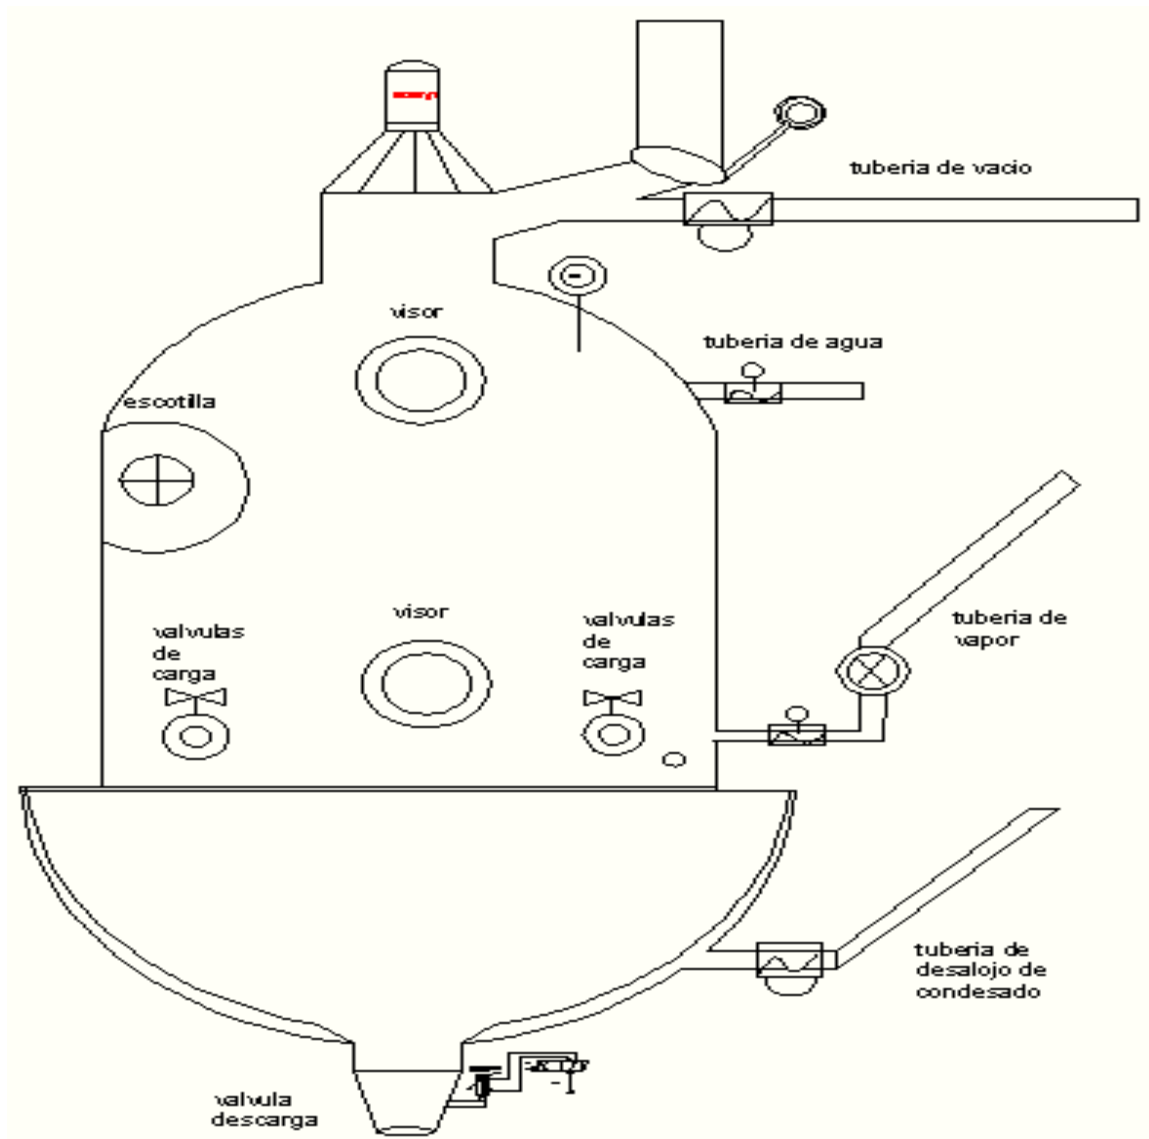 tuberia de vacio
visor
tuberia de agua
escotilla
visor
valvulas
de
carga
valvulas
de
carga
tuberia de
vapor
tuberia de
desalojo de
condesado
valvula
descarga